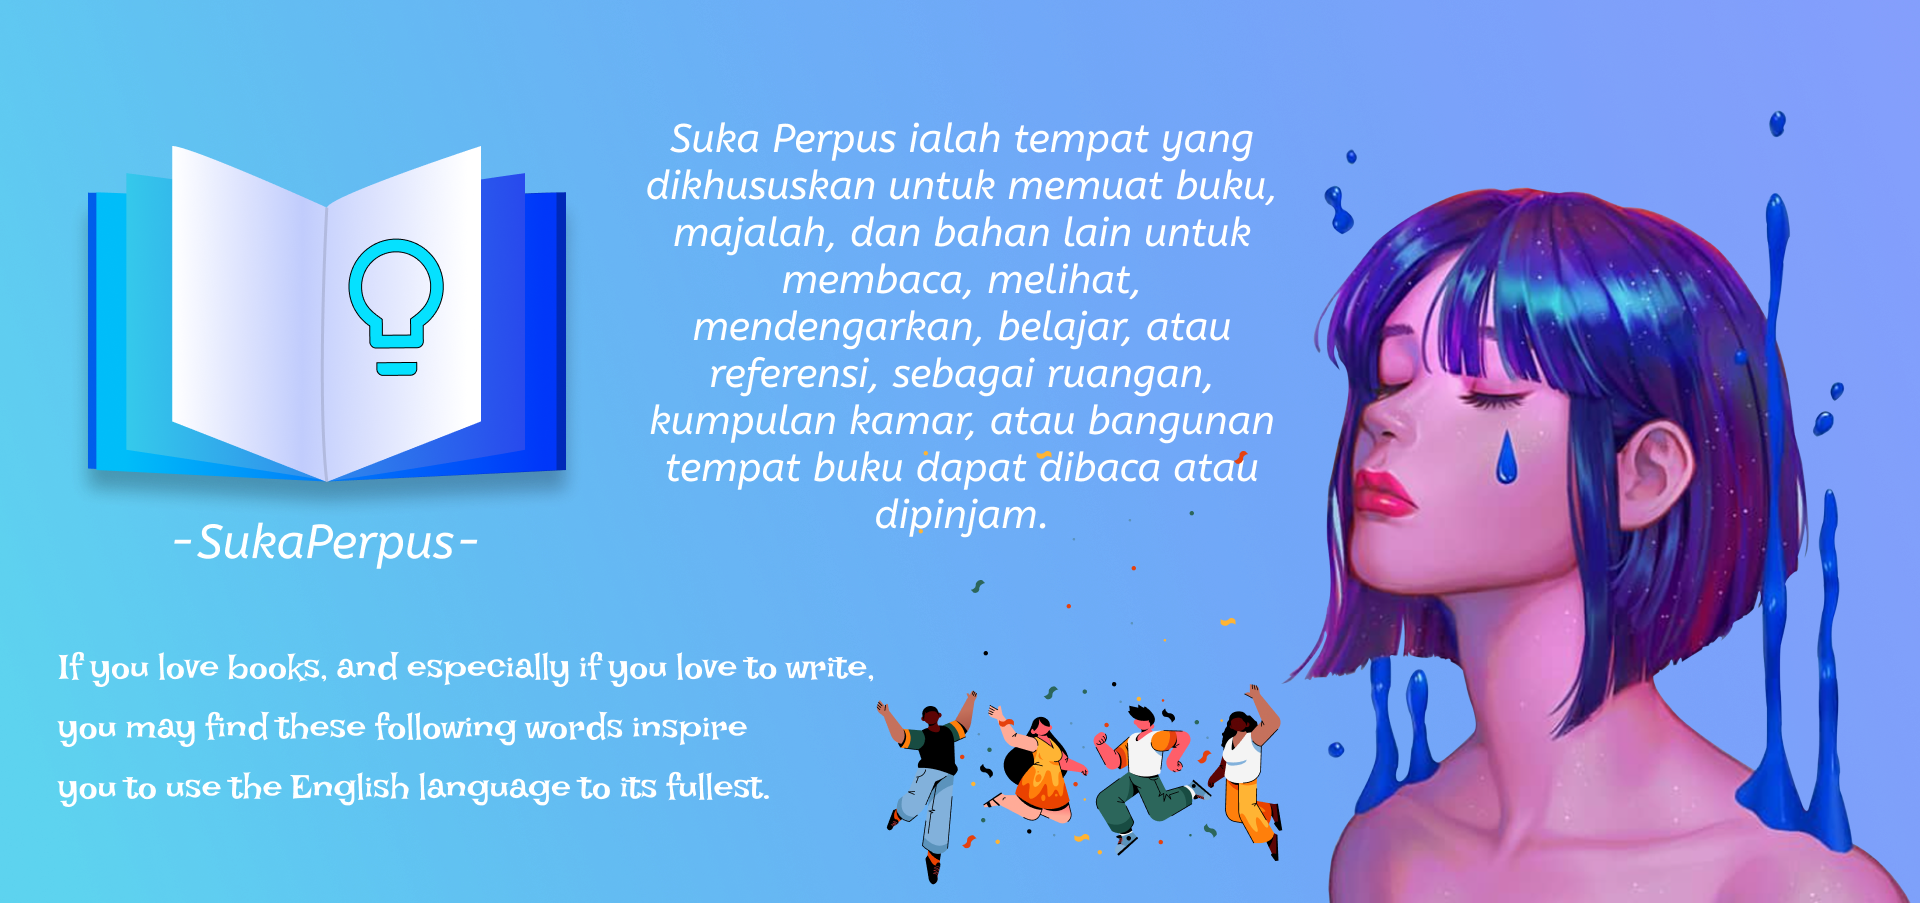 Suka Perpus ialah tempat yang
dikhususkan untuk memuat buku,
majalah, dan bahan lain untuk
membaca, melihat,
mendengarkan, belajar, atau
referensi, sebagai ruangan,
kumpulan kamar, atau bangunan
tempat buku dapat dibaca atau
dipinjam.
-SukaPerpus-
If you love books, and especially if you love to write,
you may find these following words inspire
you to use the English language to its fullest.